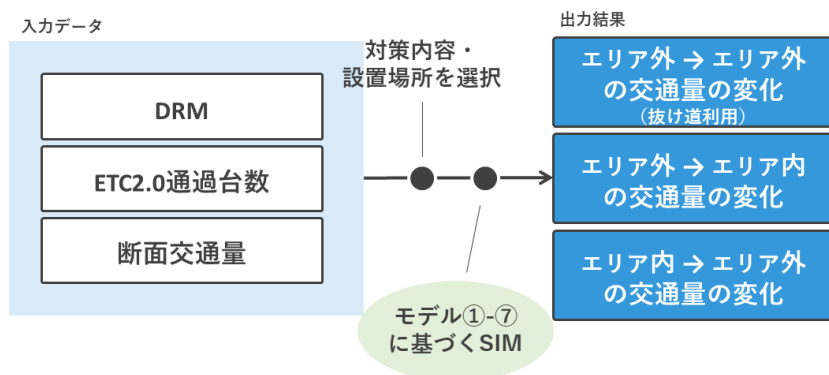 入力データ
DRM
ETC2.0通過台数
断面交通量
対策内容・
設置場所を選択
モデル①-⑦
に基づくSIM
出力結果
エリア外 → エリア外
の交通量の変化
（抜け道利用）
エリア外 → エリア内
の交通量の変化
エリア内 → エリア外
の交通量の変化